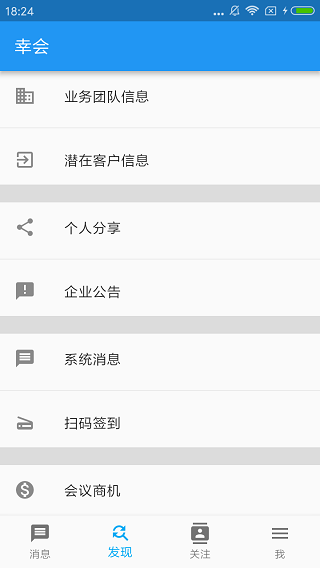 18:24
幸会
业务团队信息
潜在客户信息
个人分享
企业公告
系统消息
扫码签到
会议商机
消息
发现
关注
我